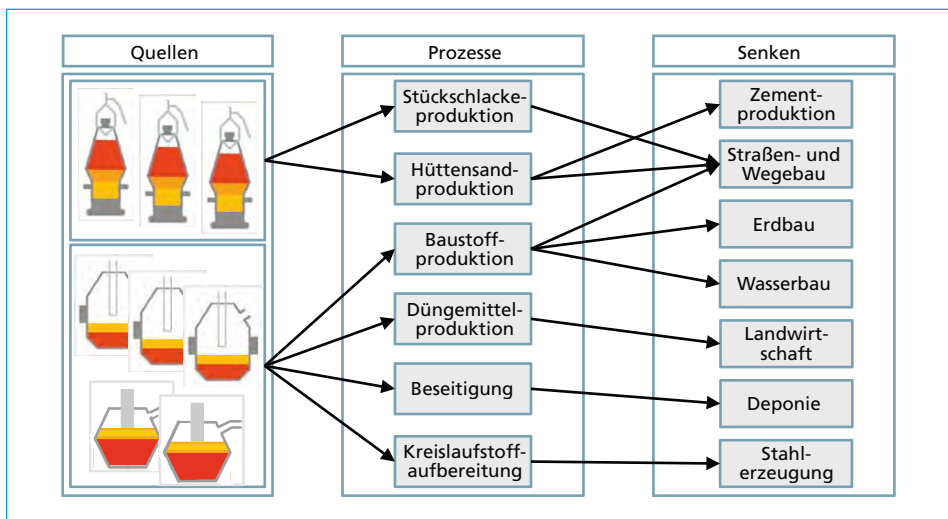 Quellen
Prozesse
Senken
Stückschlacke-
produktion
Hüttensand-
produktion
Baustoff-
produktion
Düngemittel-
produktion
Beseitigung
Kreislaufstoff-
aufbereitung
Zement-
produktion
Straßen- und
Wegebau
Erdbau
Wasserbau
Landwirt-
schaft
Deponie
Stahl-
erzeugung